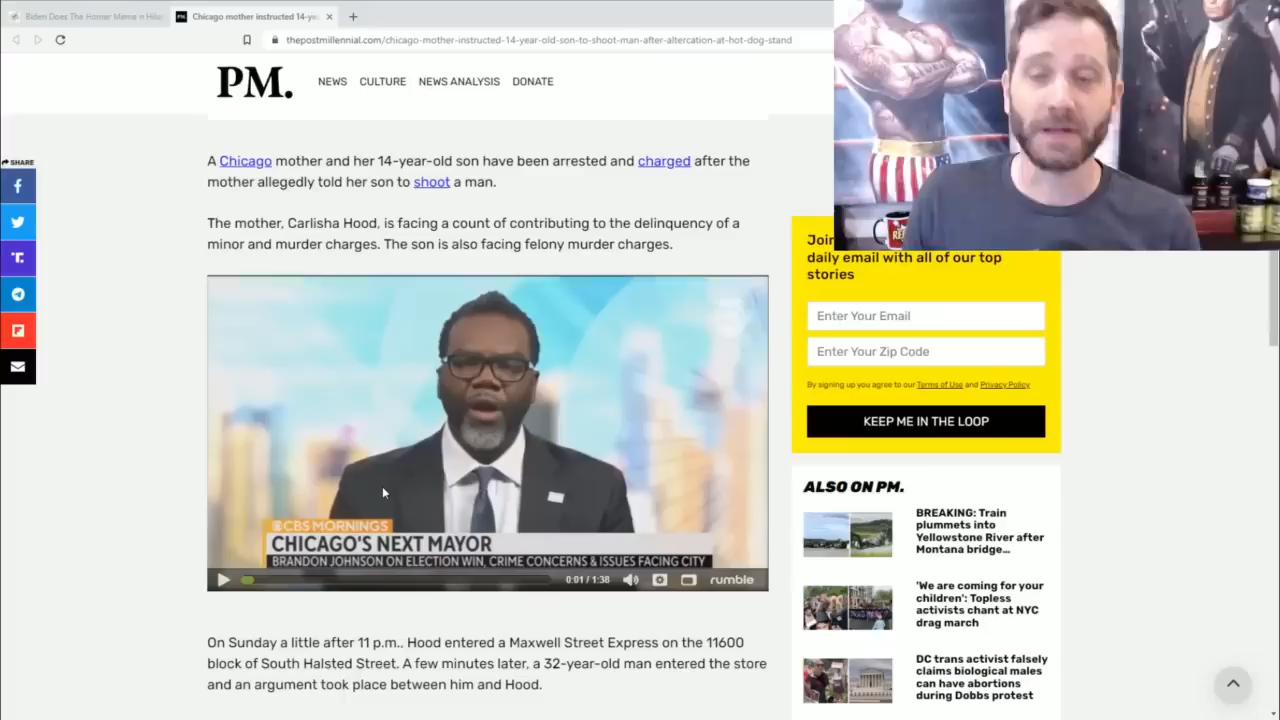 Biden Does The Homer Meme n Hilar
Chicago mother instructed 14-ye
thepostmillennial.com/chicago-mother-instructed-14-year-old-son-to-shoot-man-after-altercation-at-hot-dog-stand
PM.
NEWS
CULTURE
NEWS ANALYSIS
DONATE
SHARE
A Chicago mother and her 14-year-old son have been arrested and charged after the
mother allegedly told her son to shoot a man.
The mother, Carlisha Hood, is facing a count of contributing to the delinquency of a
minor and murder charges. The son is also facing felony murder charges.
CBS MORNINGS
CHICAGO'S NEXT MAYOR
BRANDON JOHNSON ON ELECTION WIN, CRIME CONCERNS & ISSUES FACING CITY
0:01 / 1:38
rumble
On Sunday a little after 11 p.m.. Hood entered a Maxwell Street Express on the 11600
block of South Halsted Street. A few minutes later, a 32-year-old man entered the store
and an argument took place between him and Hood.
Join
daily email with all of our top
stories
Enter Your Email
Enter Your Zip Code
By signing up you agree to our Terms of Use and Privacy Policy
KEEP ME IN THE LOOP
ALSO ON PM.
BREAKING: Train
plummets into
Yellowstone River after
Montana bridge...
'We are coming for your
children': Topless
activists chant at NYC
drag march
DC trans activist falsely
claims biological males
can have abortions
during Dobbs protest